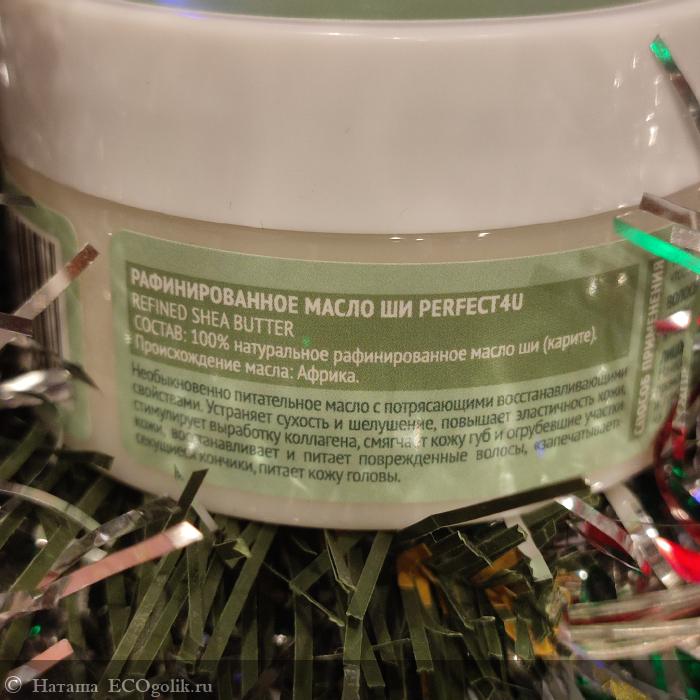 РАФИНИРОВАННОЕ МАСЛО ШИ PERFECT4U
REFINED SHEA BUTTER
СОСТАВ: 100% натуральное рафинированное масло ши (карите).
Происхождение масла: Африка.
Необыкновенно питательное масло с потрясающими восстанавливающими
свойствами. Устраняет сухость и шелушение, повышает эластичность кожи,
стимулирует выработку коллагена, смягчает кожу губ и огрубевшие участки
кожи, восстанавливает и питает поврежденные волосы, «запечатывает»
секущиеся кончики, питает кожу головы.
СПОСОБ ПРИМЕНЕНИЯ
© Наташа ECOgolik.ru